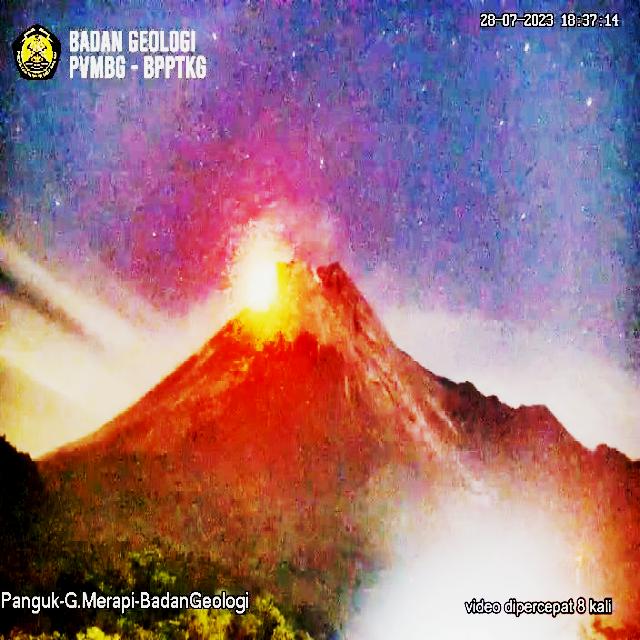 28-07-2023 18:37:14
BADAN GEOLOGI
PVMBG - BPPTKG
Panguk-G.Merapi-BadanGeologi
video dipercepat 8 kali